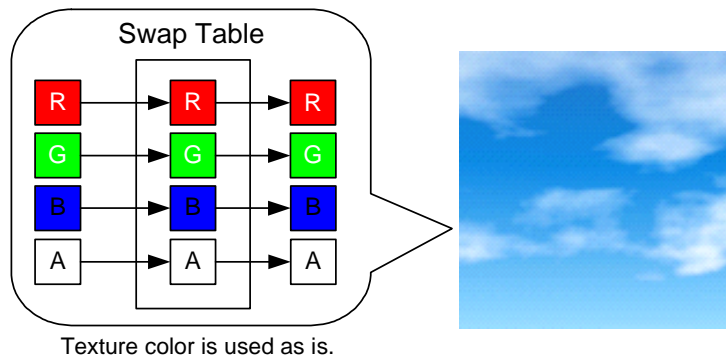 Swap Table
R R R
G G G
B B B
A A A
Texture color is used as is.